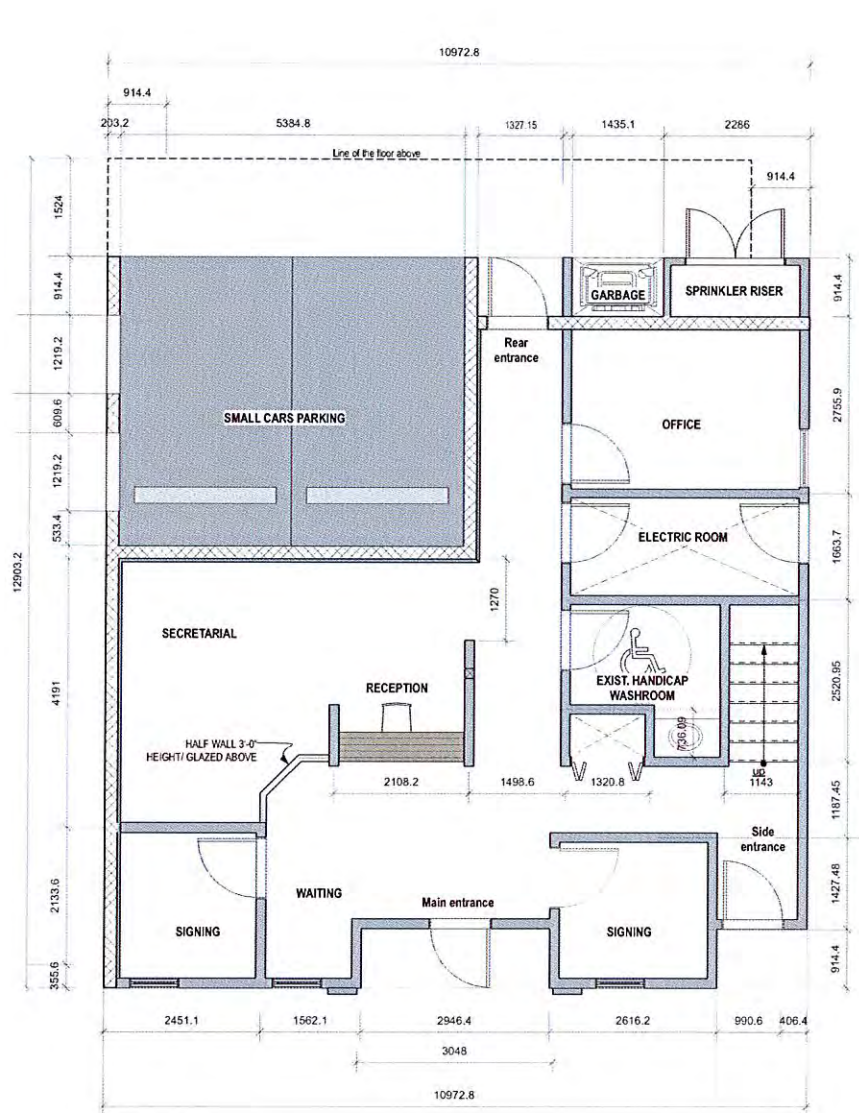 10972.8
914.4
203.2
5384.8
1327.15
1435.1
2286
Line of the floor above
914.4
1524
914.4
1219.2
609.6
1219.2
533.4
12903.2
4191
2133.6
355.6
GARBAGE
SPRINKLER RISER
914.4
Rear
entrance
SMALL CARS PARKING
OFFICE
2755.9
ELECTRIC ROOM
1663.7
1270
SECRETARIAL
RECEPTION
EXIST. HANDICAP
WASHROOM
2520.95
736.09
HALF WALL 3'-0"
HEIGHT/ GLAZED ABOVE
2108.2
1498.6
1320.8
UP
1143
1187.45
Side
entrance
WAITING
Main entrance
1427.48
SIGNING
SIGNING
914.4
2451.1
1562.1
2946.4
2616.2
990.6
406.4
3048
10972.8